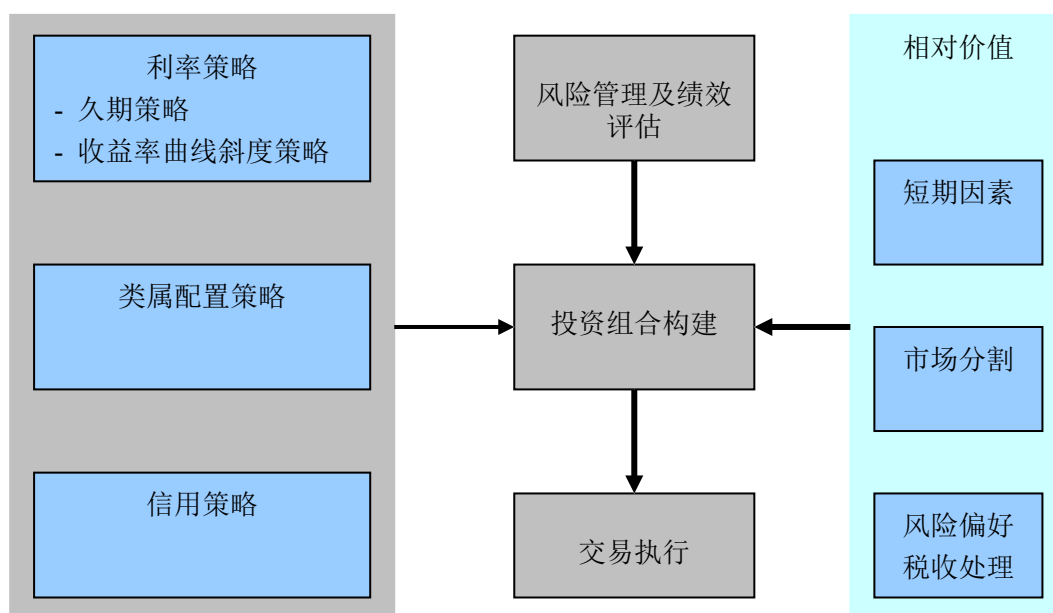 利率策略
- 久期策略
- 收益率曲线斜度策略
类属配置策略
信用策略
风险管理及绩效
评估
投资组合构建
交易执行
相对价值
短期因素
市场分割
风险偏好
税收处理